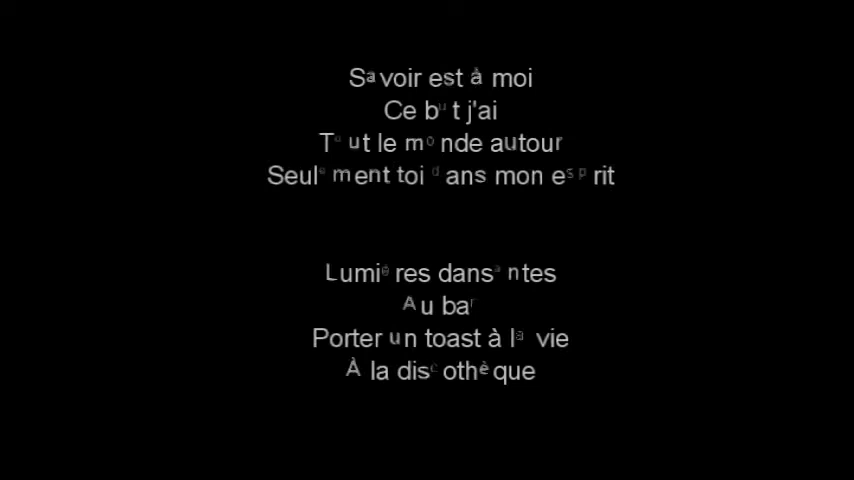 Savoir est à moi
Ce but j'ai
Tout le monde autour
Seulement toi dans mon esprit
Lumières dansantes
Au bar
Porter un toast à la vie
À la discothèque